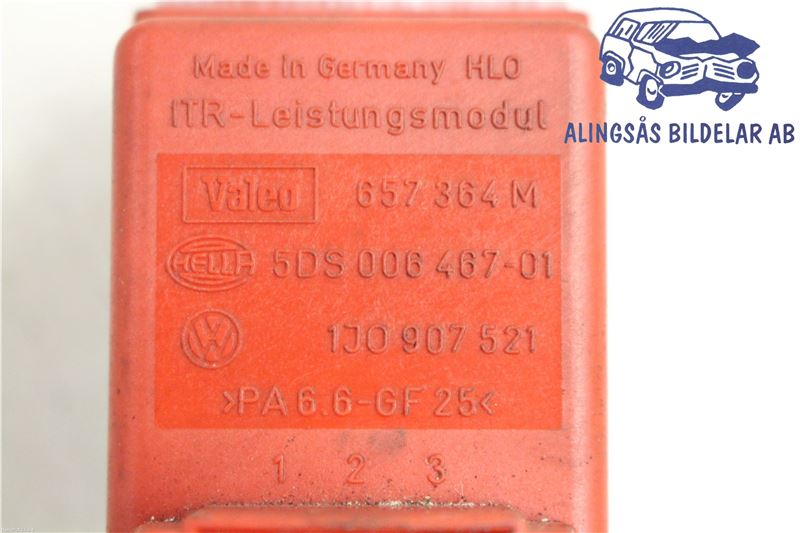 Made in Germany HLO
ITR-Leistungsmodul
Valeo 657 364 M
HELLA 5DS 006 467-01
VW 1J0 907 521
>PA 6.6-GF 25<
1 2 3
ALINGSÅS BILDELAR AB